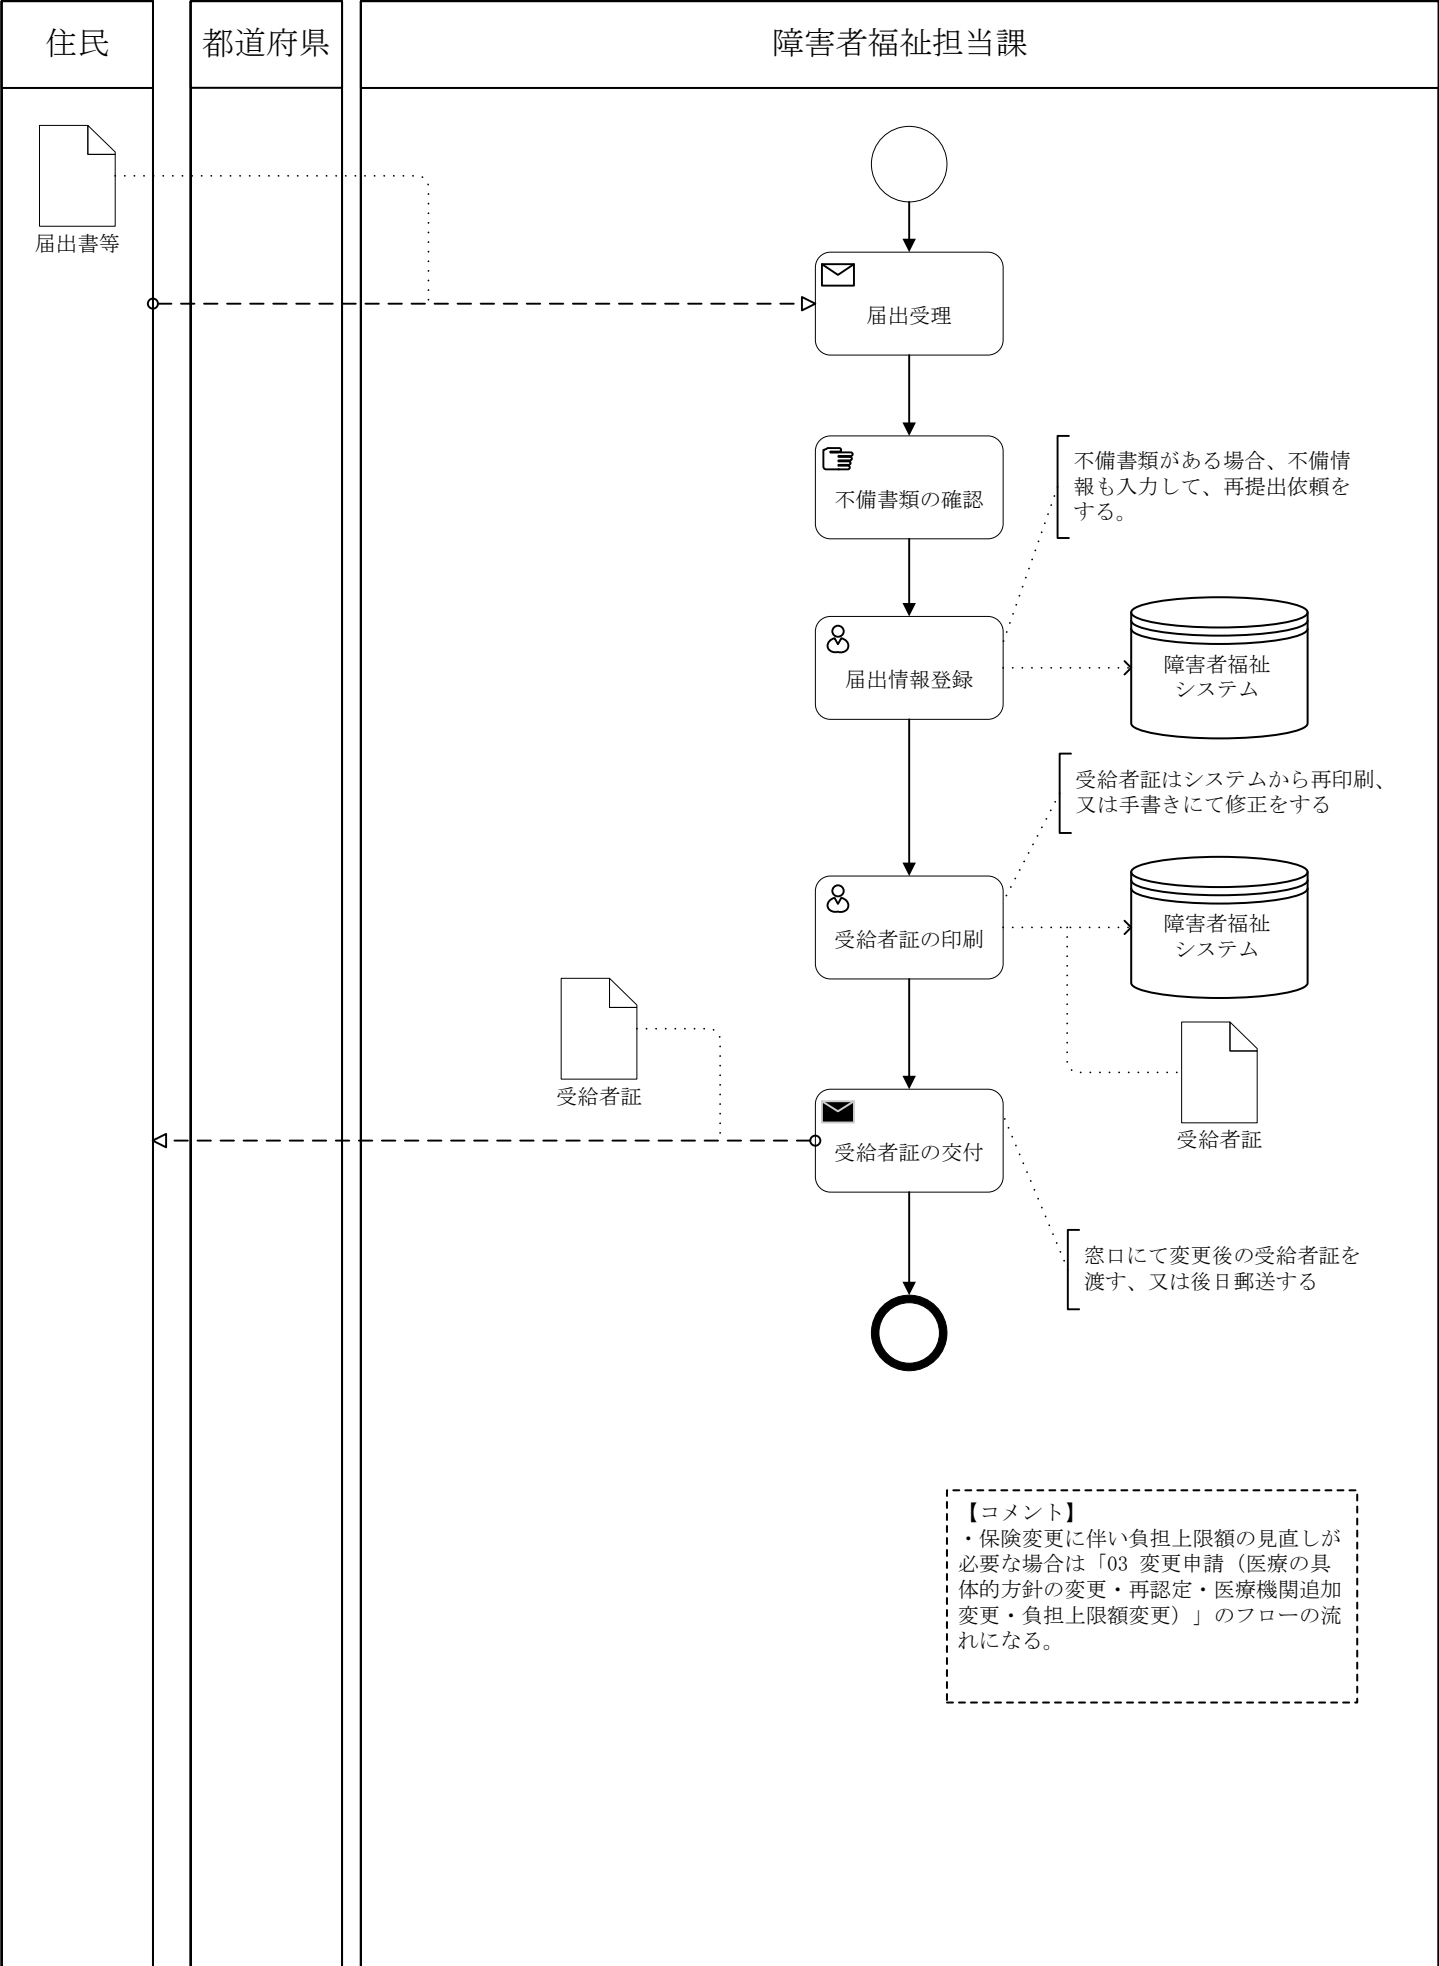 住民
都道府県
障害者福祉担当課
届出書等
届出受理
不備書類の確認
不備書類がある場合、不備情
報も入力して、再提出依頼を
する。
届出情報登録
障害者福祉
システム
受給者証はシステムから再印刷、
又は手書きにて修正をする
受給者証の印刷
障害者福祉
システム
受給者証
受給者証
受給者証の交付
窓口にて変更後の受給者証を
渡す、又は後日郵送する
【コメント】
・保険変更に伴い負担上限額の見直しが
必要な場合は「03 変更申請（医療の具
体的方針の変更・再認定・医療機関追加
変更・負担上限額変更）」のフローの流
れになる。